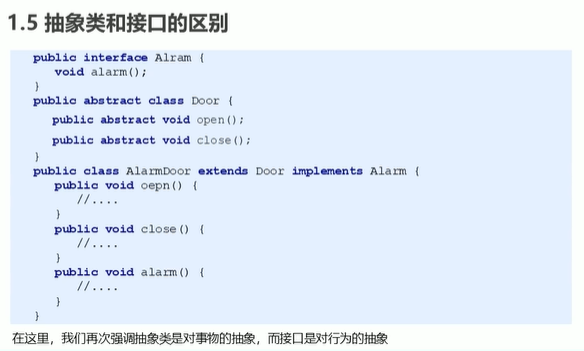 1.5 抽象类和接口的区别
public interface Alram {
void alarm();
}
public abstract class Door {
public abstract void open();
public abstract void close();
}
public class AlarmDoor extends Door implements Alarm {
public void oepn() {
//....
}
public void close() {
//....
}
public void alarm() {
//....
}
}
在这里，我们再次强调抽象类是对事物的抽象，而接口是对行为的抽象